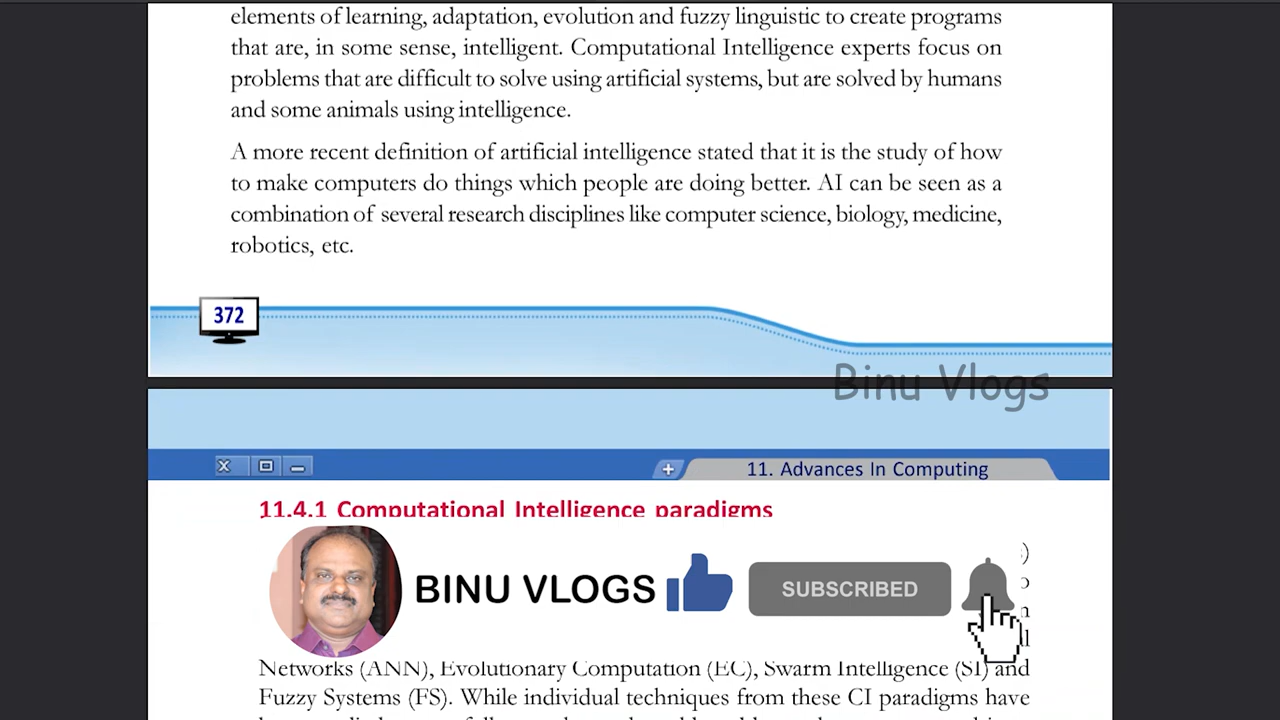 elements of learning, adaptation, evolution and fuzzy linguistic to create programs
that are, in some sense, intelligent. Computational Intelligence experts focus on
problems that are difficult to solve using artificial systems, but are solved by humans
and some animals using intelligence.
A more recent definition of artificial intelligence stated that it is the study of how
to make computers do things which people are doing better. AI can be seen as a
combination of several research disciplines like computer science, biology, medicine,
robotics, etc.
372
Binu Vlogs
11. Advances In Computing
11.4.1 Computational Intelligence paradigms
BINU VLOGS
SUBSCRIBED
Networks (ANN), Evolutionary Computation (EC), Swarm Intelligence (SI) and
Fuzzy Systems (FS). While individual techniques from these CI paradigms have